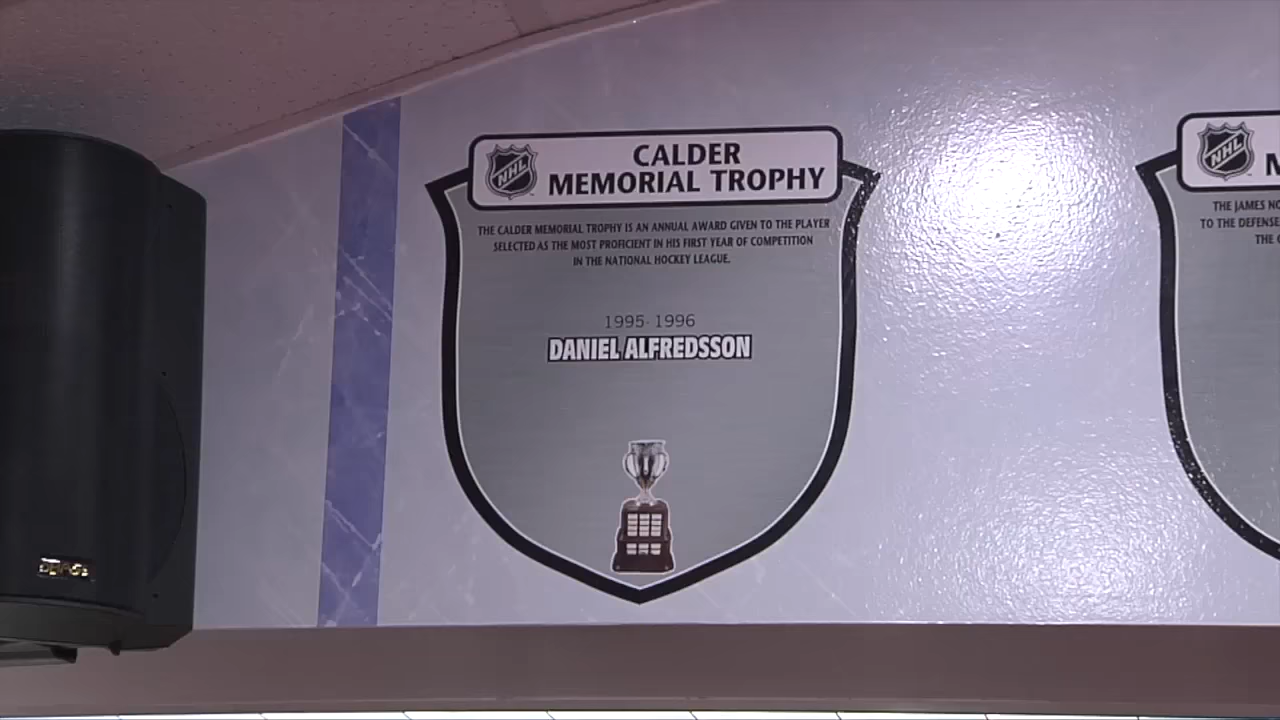 NHL
CALDER
MEMORIAL TROPHY
THE CALDER MEMORIAL TROPHY IS AN ANNUAL AWARD GIVEN TO THE PLAYER
SELECTED AS THE MOST PROFICIENT IN HIS FIRST YEAR OF COMPETITION
IN THE NATIONAL HOCKEY LEAGUE.
1995-1996
DANIEL ALFREDSSON
NHL
M
THE JAMES NO
TO THE DEFENSE
THE